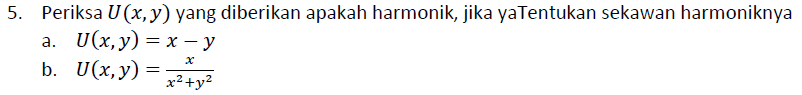 5. Periksa U(x, y) yang diberikan apakah harmonik, jika yaTentukan sekawan harmoniknya
a. U(x, y) = x − y
b. U(x, y) = x / (x² + y²)